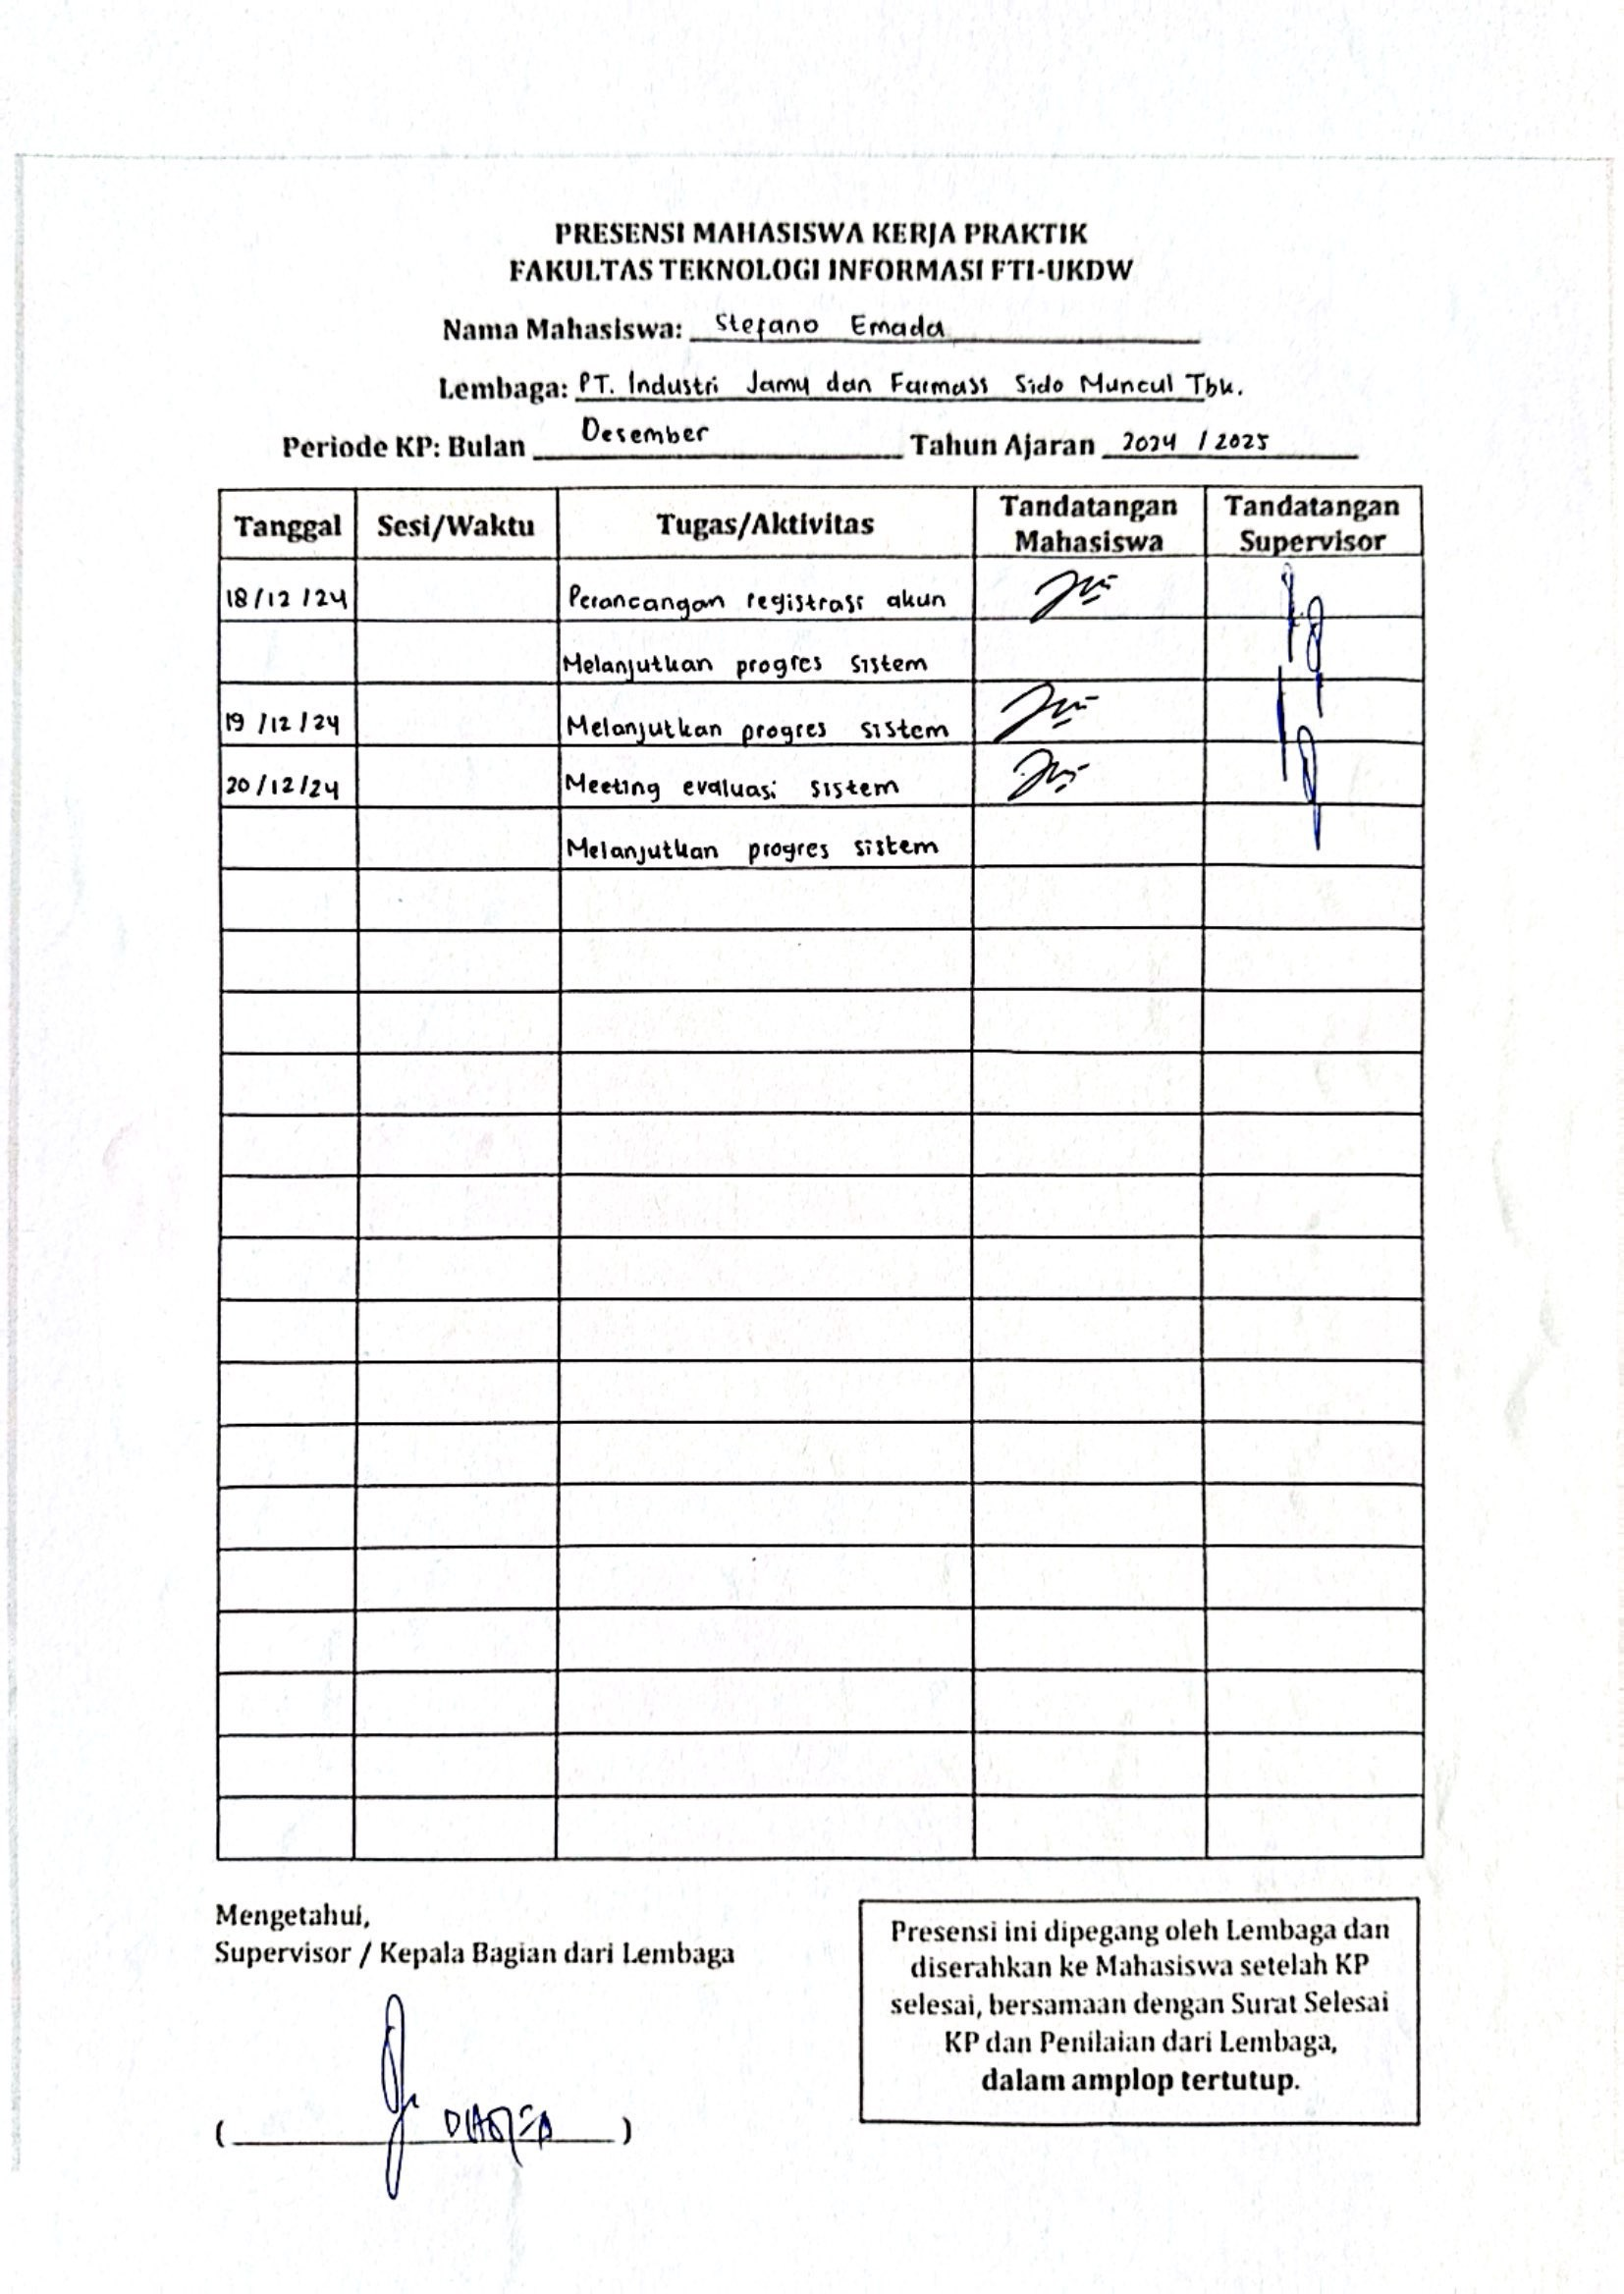 PRESENSI MAHASISWA KERJA PRAKTIK
FAKULTAS TEKNOLOGI INFORMASI FTI-UKDW
Nama Mahasiswa: Stefano Emada
Lembaga: PT. Industri Jamu dan Farmasi Sido Muncul Tbk.
Periode KP: Bulan Desember Tahun Ajaran 2024 / 2025
Tanggal Sesi/Waktu Tugas/Aktivitas Tandatangan Mahasiswa Tandatangan Supervisor
18/12/24 Perancangan registrasi akun
Melanjutkan progres sistem
19/12/24 Melanjutkan progres sistem
20/12/24 Meeting evaluasi sistem
Melanjutkan progres sistem
Mengetahui,
Supervisor / Kepala Bagian dari Lembaga
Presensi ini dipegang oleh Lembaga dan
diserahkan ke Mahasiswa setelah KP
selesai, bersamaan dengan Surat Selesai
KP dan Penilaian dari Lembaga,
dalam amplop tertutup.